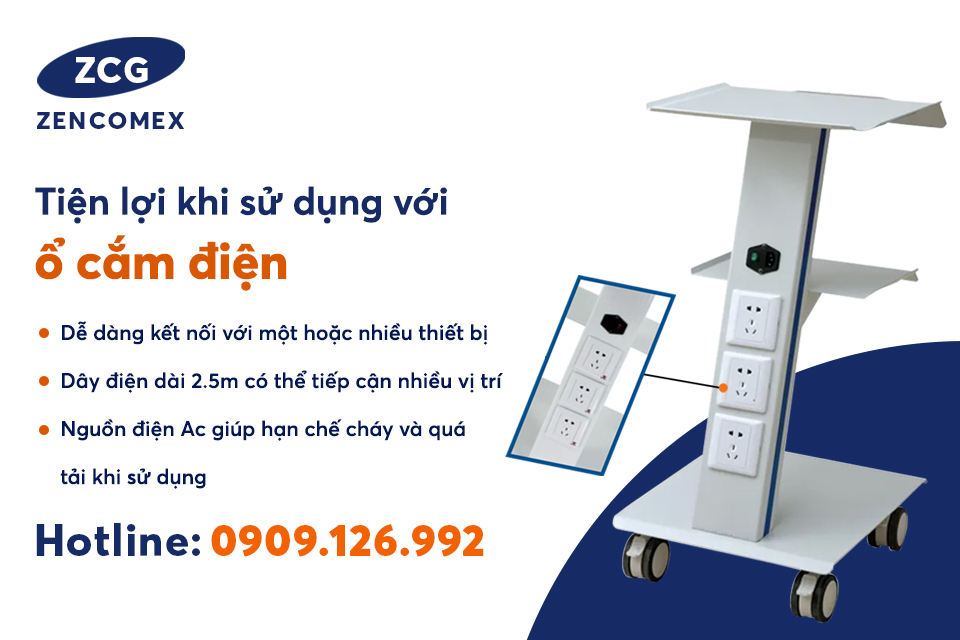 ZCG
ZENCOMEX
Tiện lợi khi sử dụng với
ổ cắm điện
Dễ dàng kết nối với một hoặc nhiều thiết bị
Dây điện dài 2.5m có thể tiếp cận nhiều vị trí
Nguồn điện Ac giúp hạn chế cháy và quá
tải khi sử dụng
Hotline: 0909.126.992